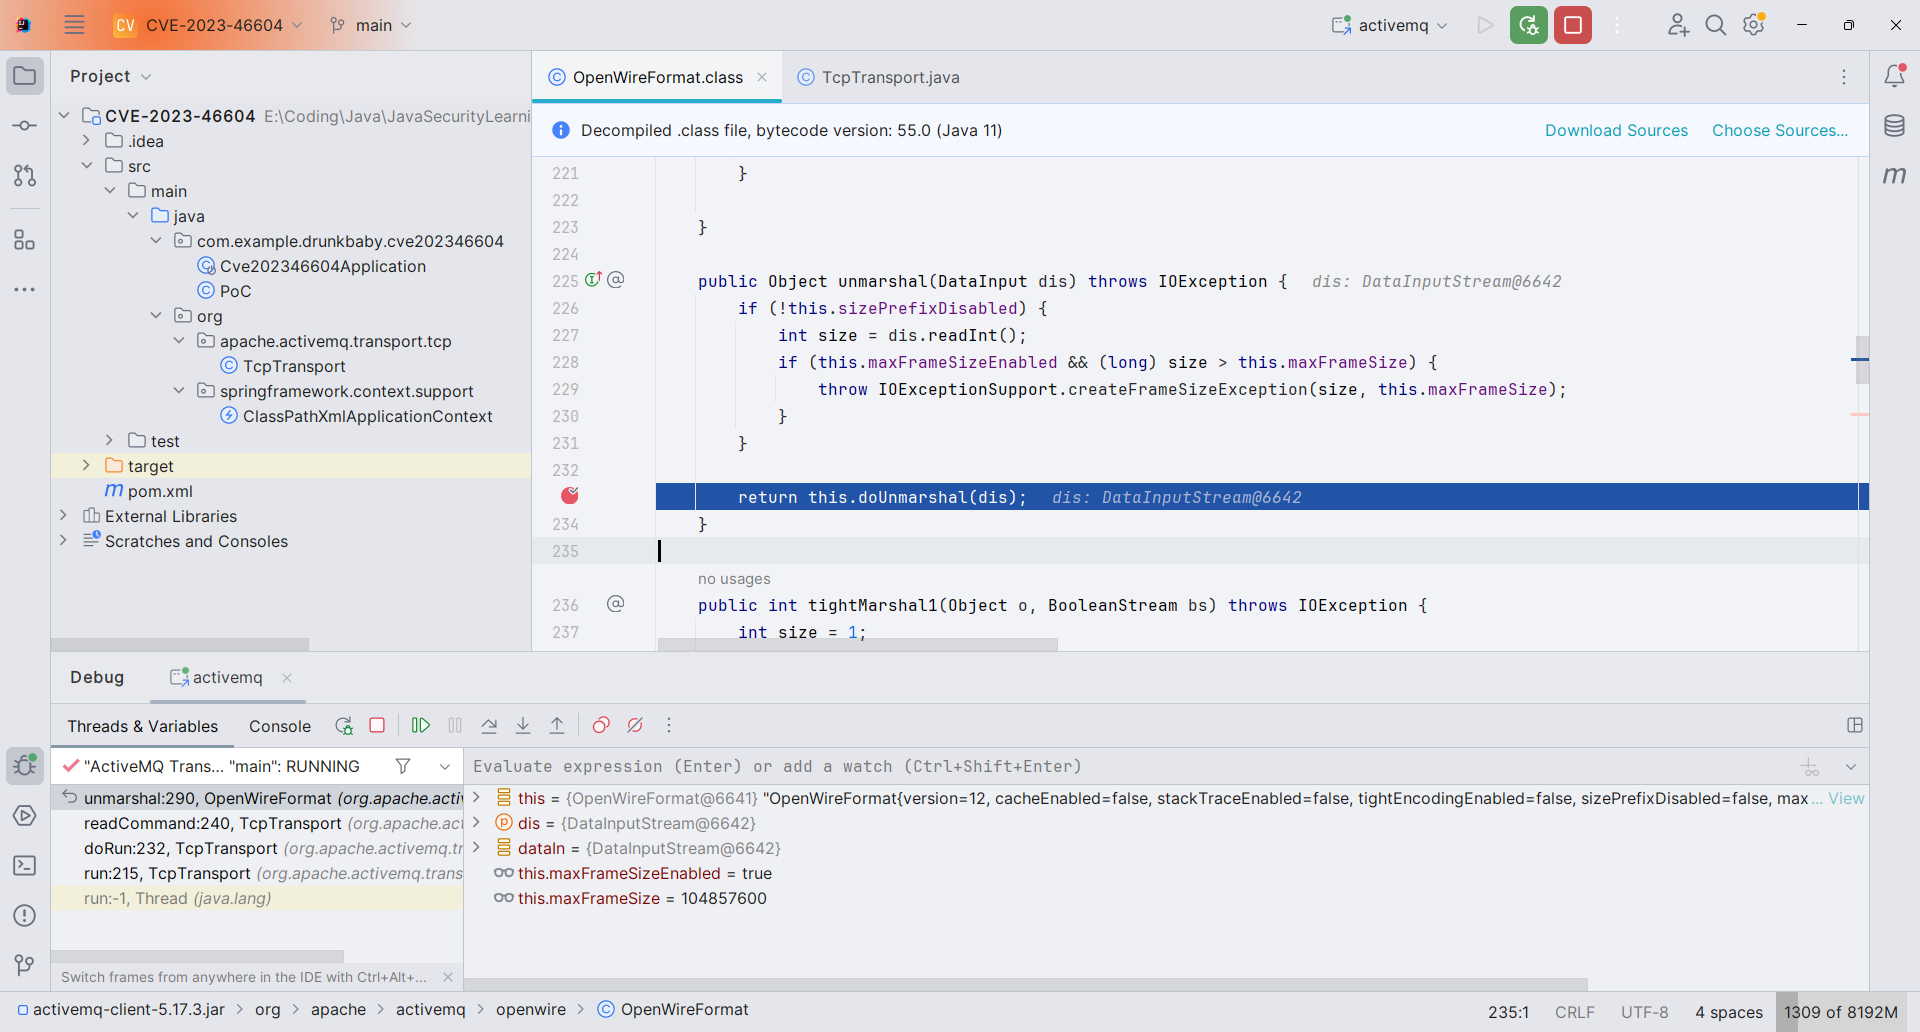 CV CVE-2023-46604 main activemq
Project
OpenWireFormat.class TcpTransport.java
CVE-2023-46604 E:\Coding\Java\JavaSecurityLearni
.idea
src
main
java
com.example.drunkbaby.cve202346604
Cve202346604Application
PoC
org
apache.activemq.transport.tcp
TcpTransport
springframework.context.support
ClassPathXmlApplicationContext
test
target
m pom.xml
External Libraries
Scratches and Consoles
Decompiled .class file, bytecode version: 55.0 (Java 11) Download Sources Choose Sources...
221 }
222
223 }
224
225 public Object unmarshal(DataInput dis) throws IOException { dis: DataInputStream@6642
226 if (!this.sizePrefixDisabled) {
227 int size = dis.readInt();
228 if (this.maxFrameSizeEnabled && (long) size > this.maxFrameSize) {
229 throw IOExceptionSupport.createFrameSizeException(size, this.maxFrameSize);
230 }
231 }
232
return this.doUnmarshal(dis); dis: DataInputStream@6642
234 }
235
no usages
236 public int tightMarshal1(Object o, BooleanStream bs) throws IOException {
237 int size = 1;
m
Debug activemq
Threads & Variables Console
"ActiveMQ Trans... "main": RUNNING
unmarshal:290, OpenWireFormat (org.apache.activ
readCommand:240, TcpTransport (org.apache.ac
doRun:232, TcpTransport (org.apache.activemq.tr
run:215, TcpTransport (org.apache.activemq.trans
run:-1, Thread (java.lang)
Switch frames from anywhere in the IDE with Ctrl+Alt+...
Evaluate expression (Enter) or add a watch (Ctrl+Shift+Enter)
this = {OpenWireFormat@6641} "OpenWireFormat{version=12, cacheEnabled=false, stackTraceEnabled=false, tightEncodingEnabled=false, sizePrefixDisabled=false, max ... View
dis = {DataInputStream@6642}
dataIn = {DataInputStream@6642}
this.maxFrameSizeEnabled = true
this.maxFrameSize = 104857600
activemq-client-5.17.3.jar > org > apache > activemq > openwire > OpenWireFormat
235:1 CRLF UTF-8 4 spaces 1309 of 8192M